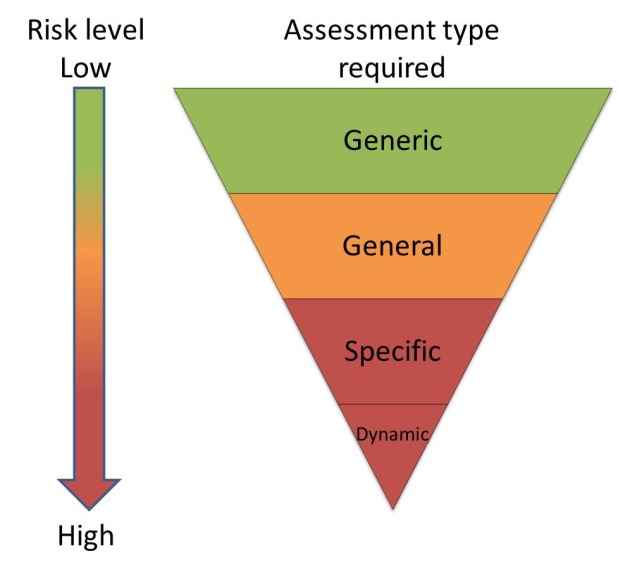 Risk level
Low
Assessment type
required
Generic
General
Specific
Dynamic
High